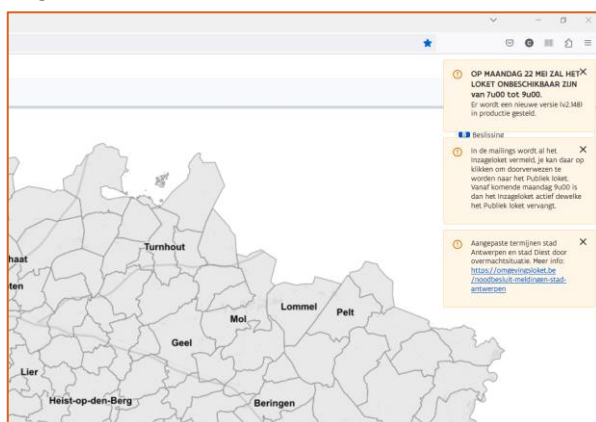 OP MAANDAG 22 MEI ZAL HET
LOKET ONBESCHIKBAAR ZIJN
van 7u00 tot 9u00.
Er wordt een nieuwe versie (v2.148)
in productie gesteld.
Beslissing
In de mailings wordt al het
Inzageloket vermeld, je kan daar op
klikken om doorverwezen te
worden naar het Publiek loket.
Vanaf komende maandag 9u00 is
dan het Inzageloket actief dewelke
het Publiek loket vervangt.
Aangepaste termijnen stad
Antwerpen en stad Diest door
overmachtsituatie. Meer info:
https://omgevingsloket.be
/noodbesluit-meldingen-stad-
antwerpen
Turnhout
haat
ten
Lommel
Pelt
Mol
Geel
Lier
Heist-op-den-Berg
Beringen